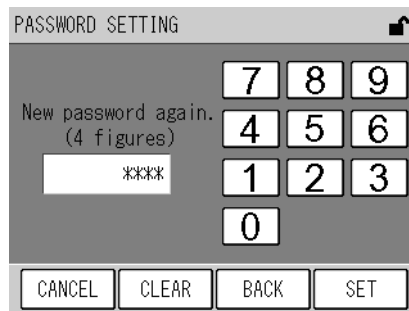 PASSWORD SETTING
New password again.
(4 figures)
****
7 8 9
4 5 6
1 2 3
0
CANCEL CLEAR BACK SET